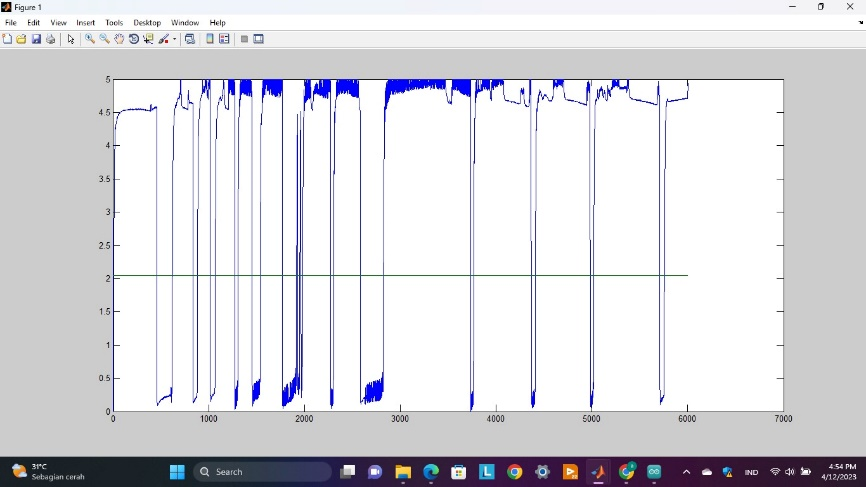 Figure 1
File Edit View Insert Tools Desktop Window Help
5
4.5
4
3.5
3
2.5
2
1.5
1
0.5
0
0 1000 2000 3000 4000 5000 6000 7000
31°C
Sebagian cerah
Search
IND
4:54 PM
4/12/2023